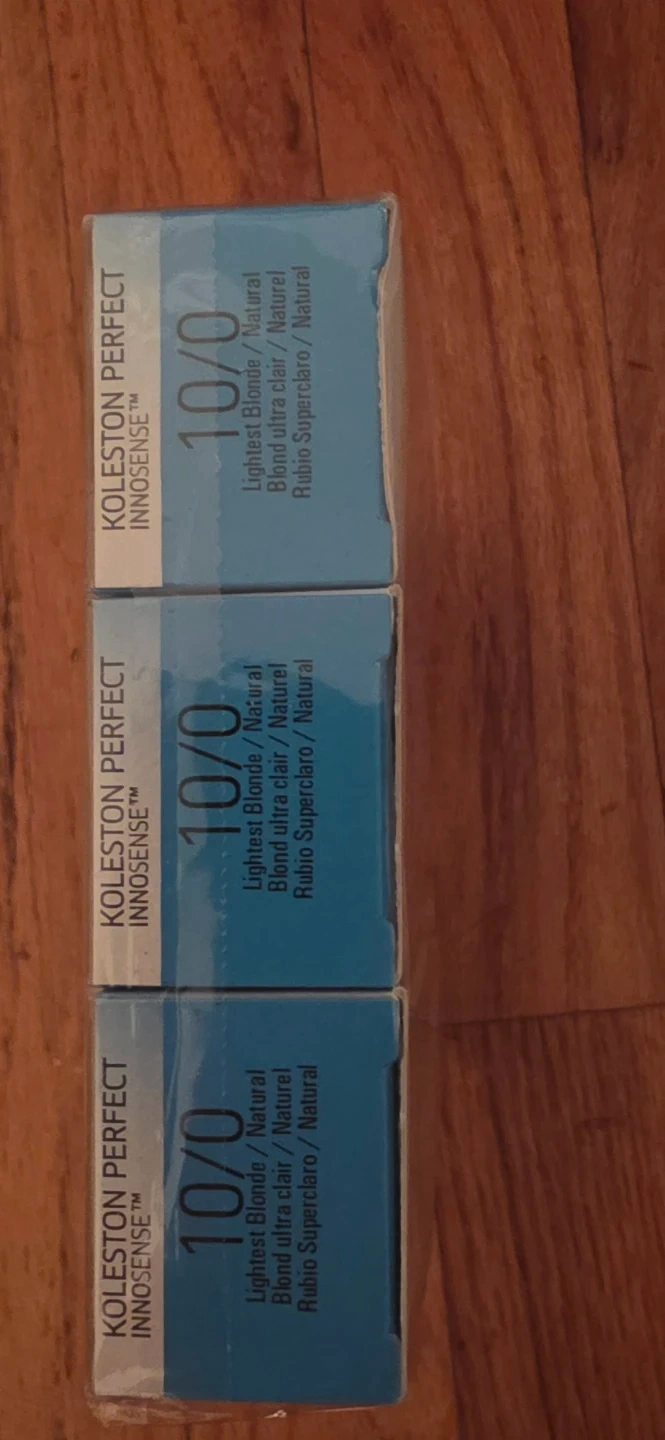 KOLESTON PERFECT
INNOSENSE™
10/0
Lightest Blonde / Natural
Blond ultra clair / Naturel
Rubio Superclaro / Natural
KOLESTON PERFECT
INNOSENSE™
10/0
Lightest Blonde / Natural
Blond ultra clair / Naturel
Rubio Superclaro / Natural
KOLESTON PERFECT
INNOSENSE™
10/0
Lightest Blonde / Natural
Blond ultra clair / Naturel
Rubio Superclaro / Natural